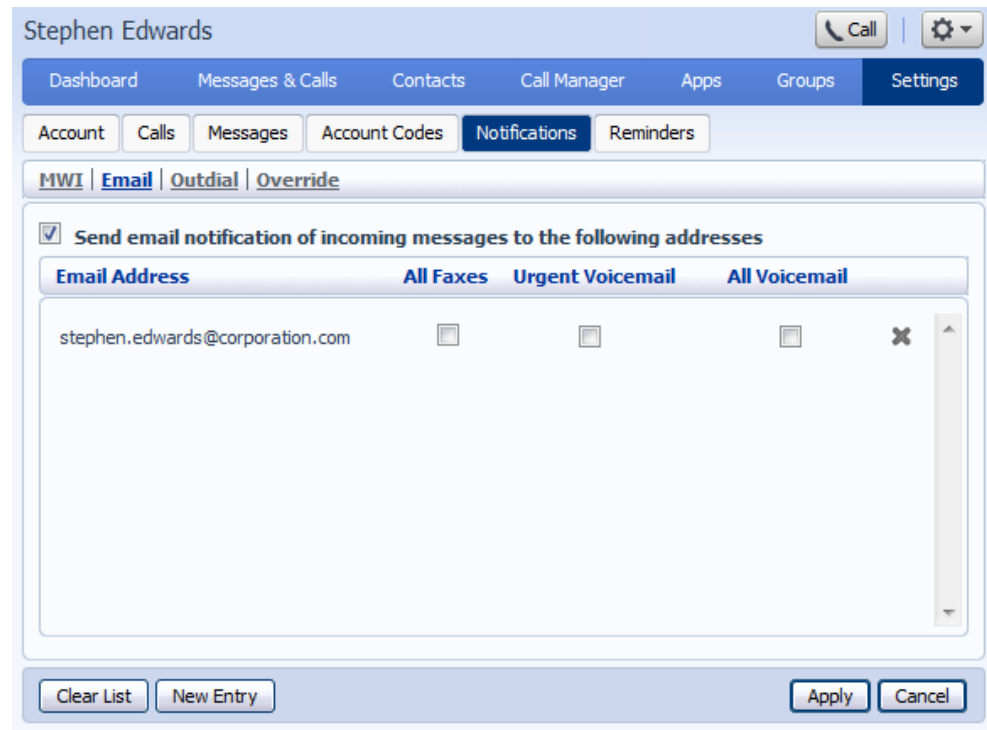 Stephen Edwards Call
Dashboard Messages & Calls Contacts Call Manager Apps Groups Settings
Account Calls Messages Account Codes Notifications Reminders
MWI | Email | Outdial | Override
Send email notification of incoming messages to the following addresses
Email Address All Faxes Urgent Voicemail All Voicemail
stephen.edwards@corporation.com
Clear List New Entry Apply Cancel